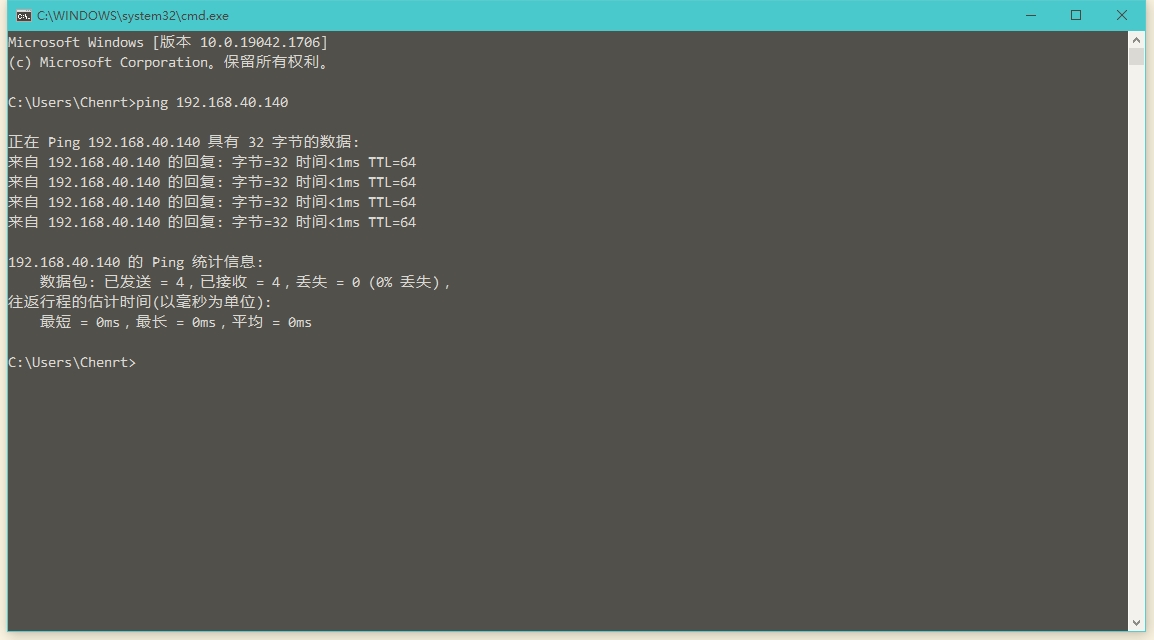 C:\WINDOWS\system32\cmd.exe
Microsoft Windows [版本 10.0.19042.1706]
(c) Microsoft Corporation。保留所有权利。
C:\Users\Chenrt>ping 192.168.40.140
正在 Ping 192.168.40.140 具有 32 字节的数据:
来自 192.168.40.140 的回复: 字节=32 时间<1ms TTL=64
来自 192.168.40.140 的回复: 字节=32 时间<1ms TTL=64
来自 192.168.40.140 的回复: 字节=32 时间<1ms TTL=64
来自 192.168.40.140 的回复: 字节=32 时间<1ms TTL=64
192.168.40.140 的 Ping 统计信息:
数据包: 已发送 = 4，已接收 = 4，丢失 = 0 (0% 丢失)，
往返行程的估计时间(以毫秒为单位):
最短 = 0ms，最长 = 0ms，平均 = 0ms
C:\Users\Chenrt>